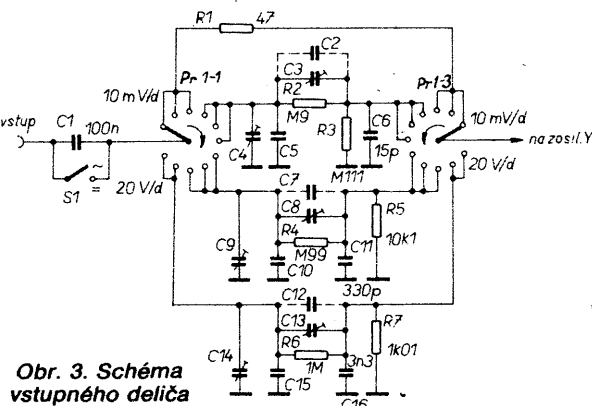 R1 47
C2
Pr 1-1 C3 Pr1-3
10 mV/d R2 10 mV/d
vstup C1 M9 C6
100n R3
C4 C5 15p na zosil. Y
S1 ~ = 20 V/d M111 20 V/d
C7
C8 R5
R4 10k1
C9 M99 C11
C10
C12 330p
C13 R7
R6
C14 1M 3n3 1k01
C15
C16
Obr. 3. Schéma
vstupného deliča